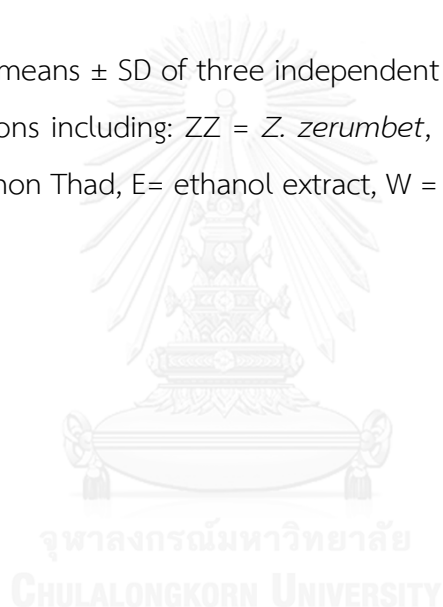 means ± SD of three independent
ons including: ZZ = Z. zerumbet,
non Thad, E= ethanol extract, W =
จุฬาลงกรณ์มหาวิทยาลัย
CHULALONGKORN UNIVERSITY